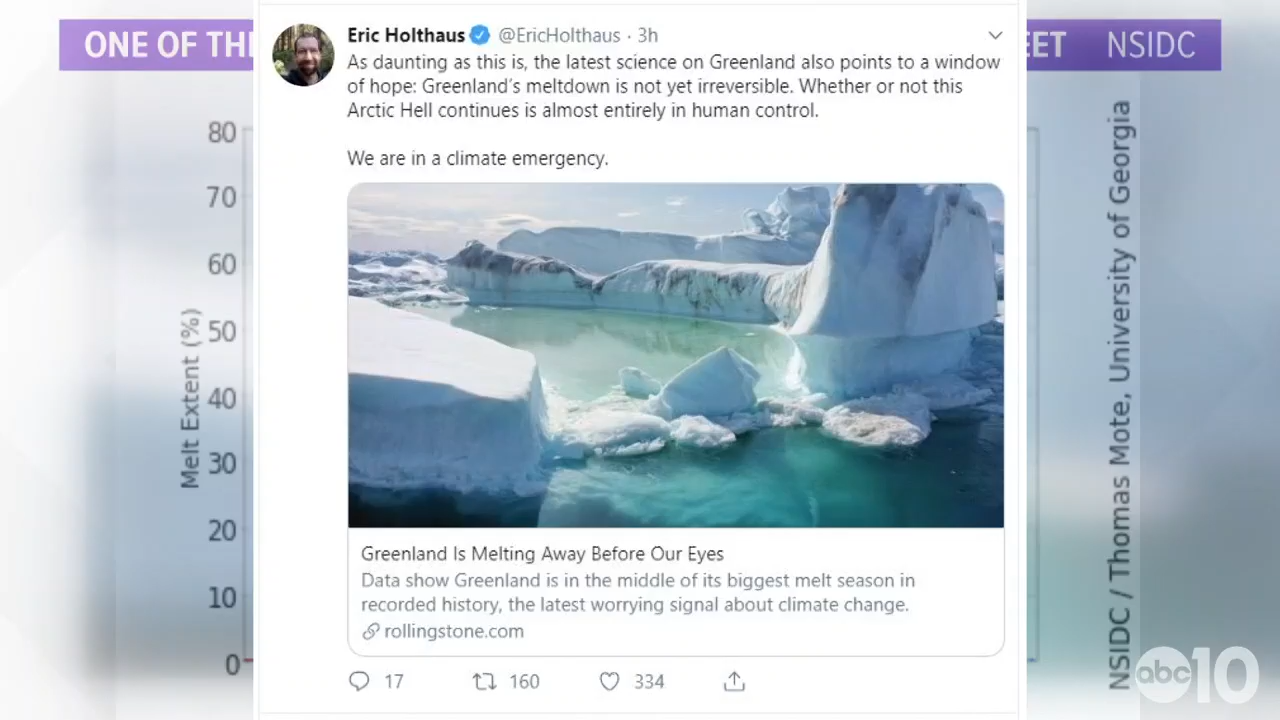 ONE OF TH
EET NSIDC
Eric Holthaus @EricHolthaus · 3h
As daunting as this is, the latest science on Greenland also points to a window
of hope: Greenland's meltdown is not yet irreversible. Whether or not this
Arctic Hell continues is almost entirely in human control.
We are in a climate emergency.
Greenland Is Melting Away Before Our Eyes
Data show Greenland is in the middle of its biggest melt season in
recorded history, the latest worrying signal about climate change.
rollingstone.com
17 160 334
80
70
60
50
40
30
20
10
0
Melt Extent (%)
NSIDC / Thomas Mote, University of Georgia
abc10